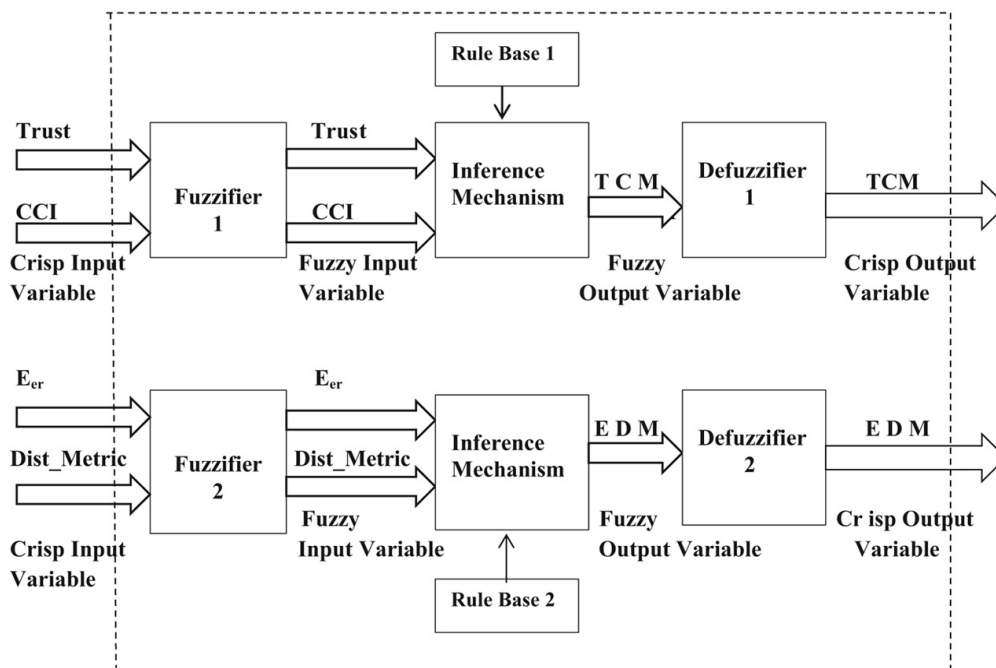 Rule Base 1
Trust
Trust
CCI
CCI
Fuzzifier
1
Inference
Mechanism
T C M
Defuzzifier
1
TCM
Crisp Input
Variable
Fuzzy Input
Variable
Fuzzy
Output Variable
Crisp Output
Variable
Eer
Eer
Dist_Metric
Dist_Metric
Fuzzifier
2
Inference
Mechanism
E D M
Defuzzifier
2
E D M
Crisp Input
Variable
Fuzzy
Input Variable
Fuzzy
Output Variable
Cr isp Output
Variable
Rule Base 2